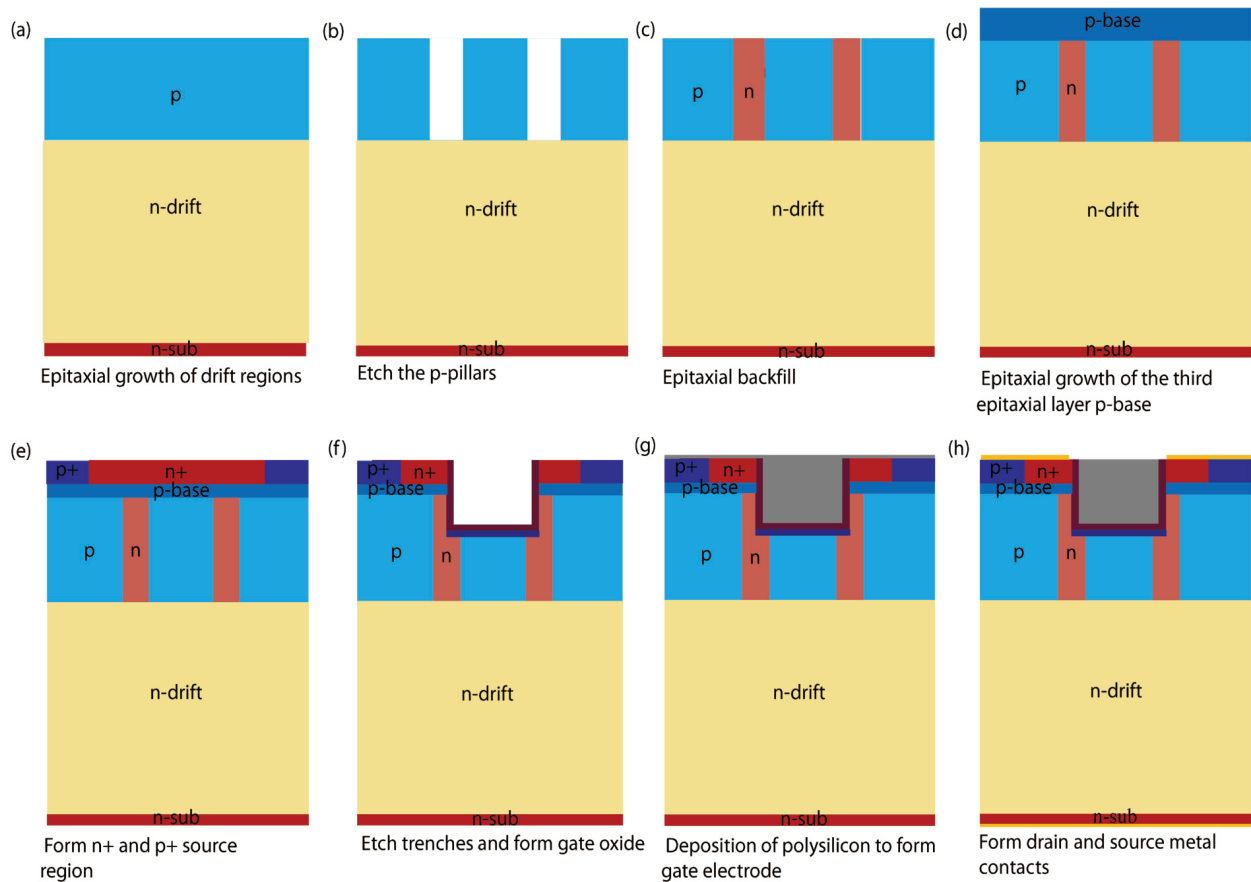 (a)
p
n-drift
n-sub
Epitaxial growth of drift regions
(b)
n-drift
n-sub
Etch the p-pillars
(c)
p
n
n-drift
n-sub
Epitaxial backfill
(d)
p-base
p
n
n-drift
n-sub
Epitaxial growth of the third
epitaxial layer p-base
(e)
p+
n+
p-base
p
n
n-drift
n-sub
Form n+ and p+ source
region
(f)
p+
n+
p-base
p
n
n-drift
n-sub
Etch trenches and form gate oxide
(g)
p+
n+
p-base
p
n
n-drift
n-sub
Deposition of polysilicon to form
gate electrode
(h)
p+
n+
p-base
p
n
n-drift
n-sub
Form drain and source metal
contacts